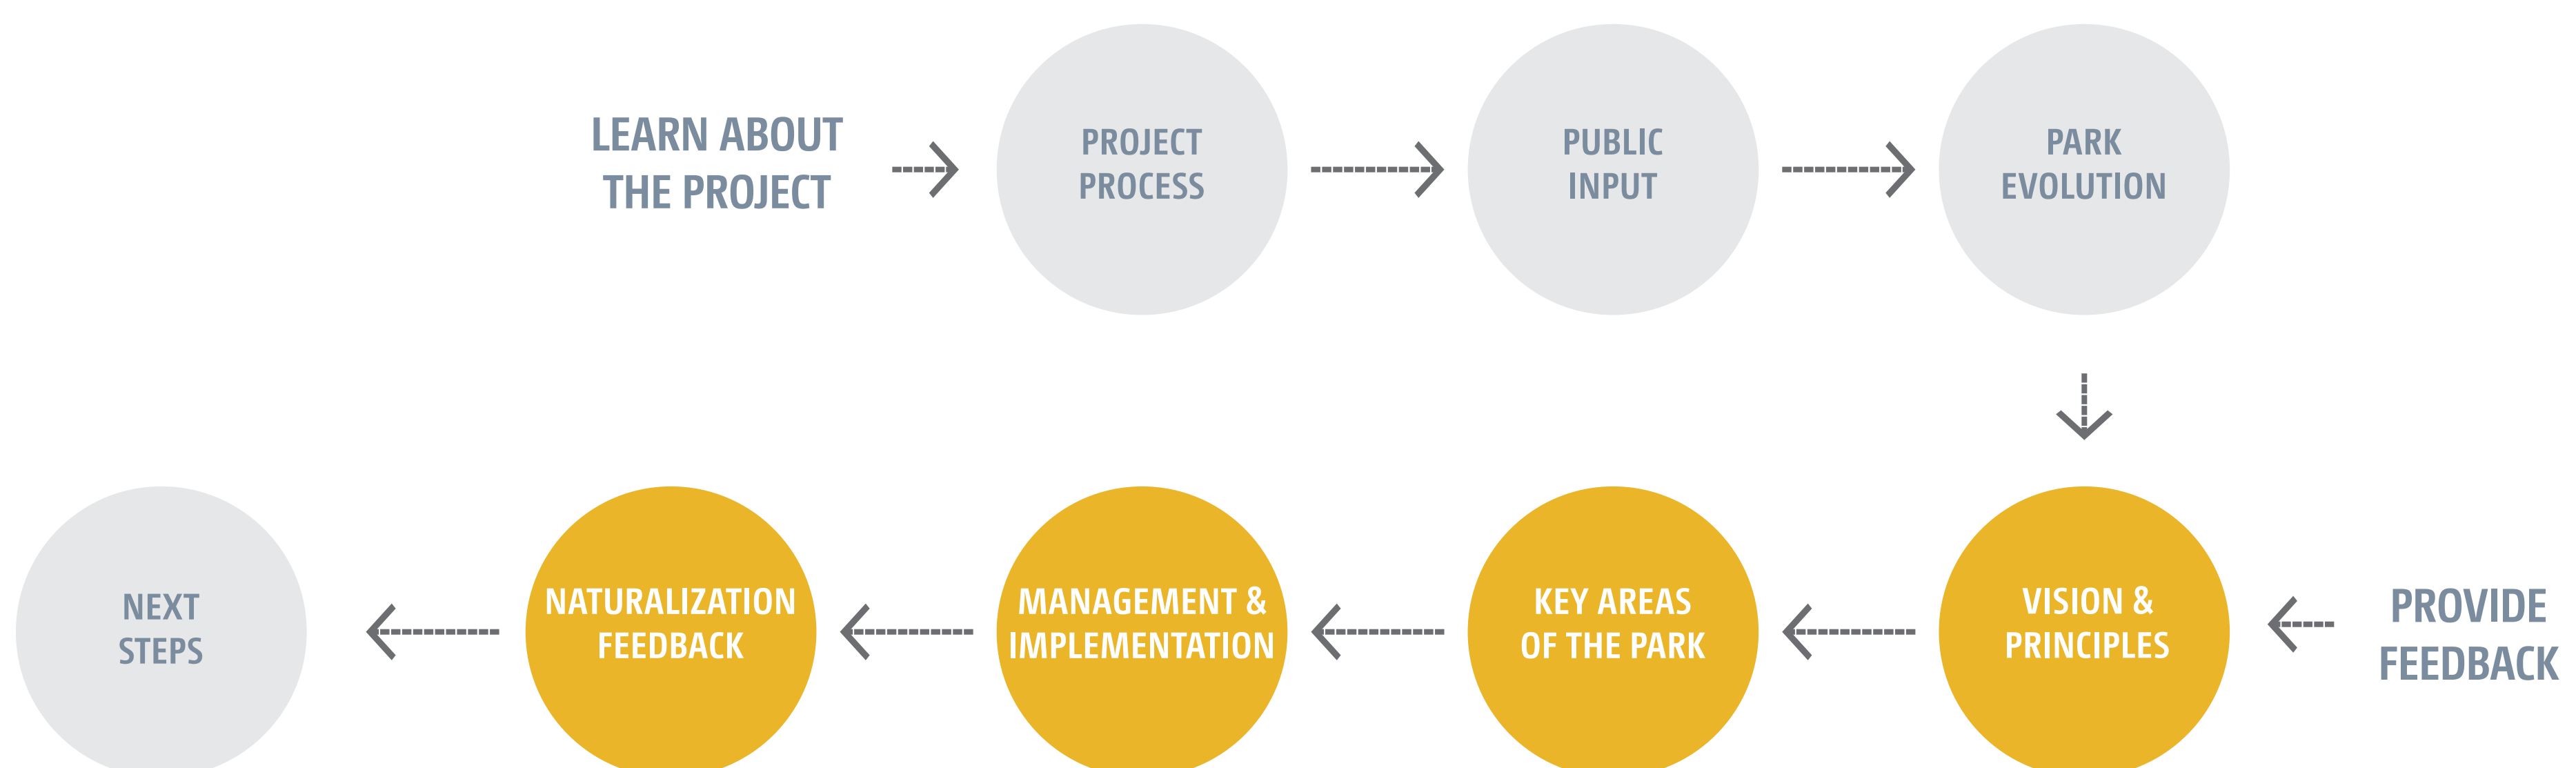 LEARN ABOUT
THE PROJECT
PROJECT
PROCESS
PUBLIC
INPUT
PARK
EVOLUTION
NEXT
STEPS
NATURALIZATION
FEEDBACK
MANAGEMENT &
IMPLEMENTATION
KEY AREAS
OF THE PARK
VISION &
PRINCIPLES
PROVIDE
FEEDBACK